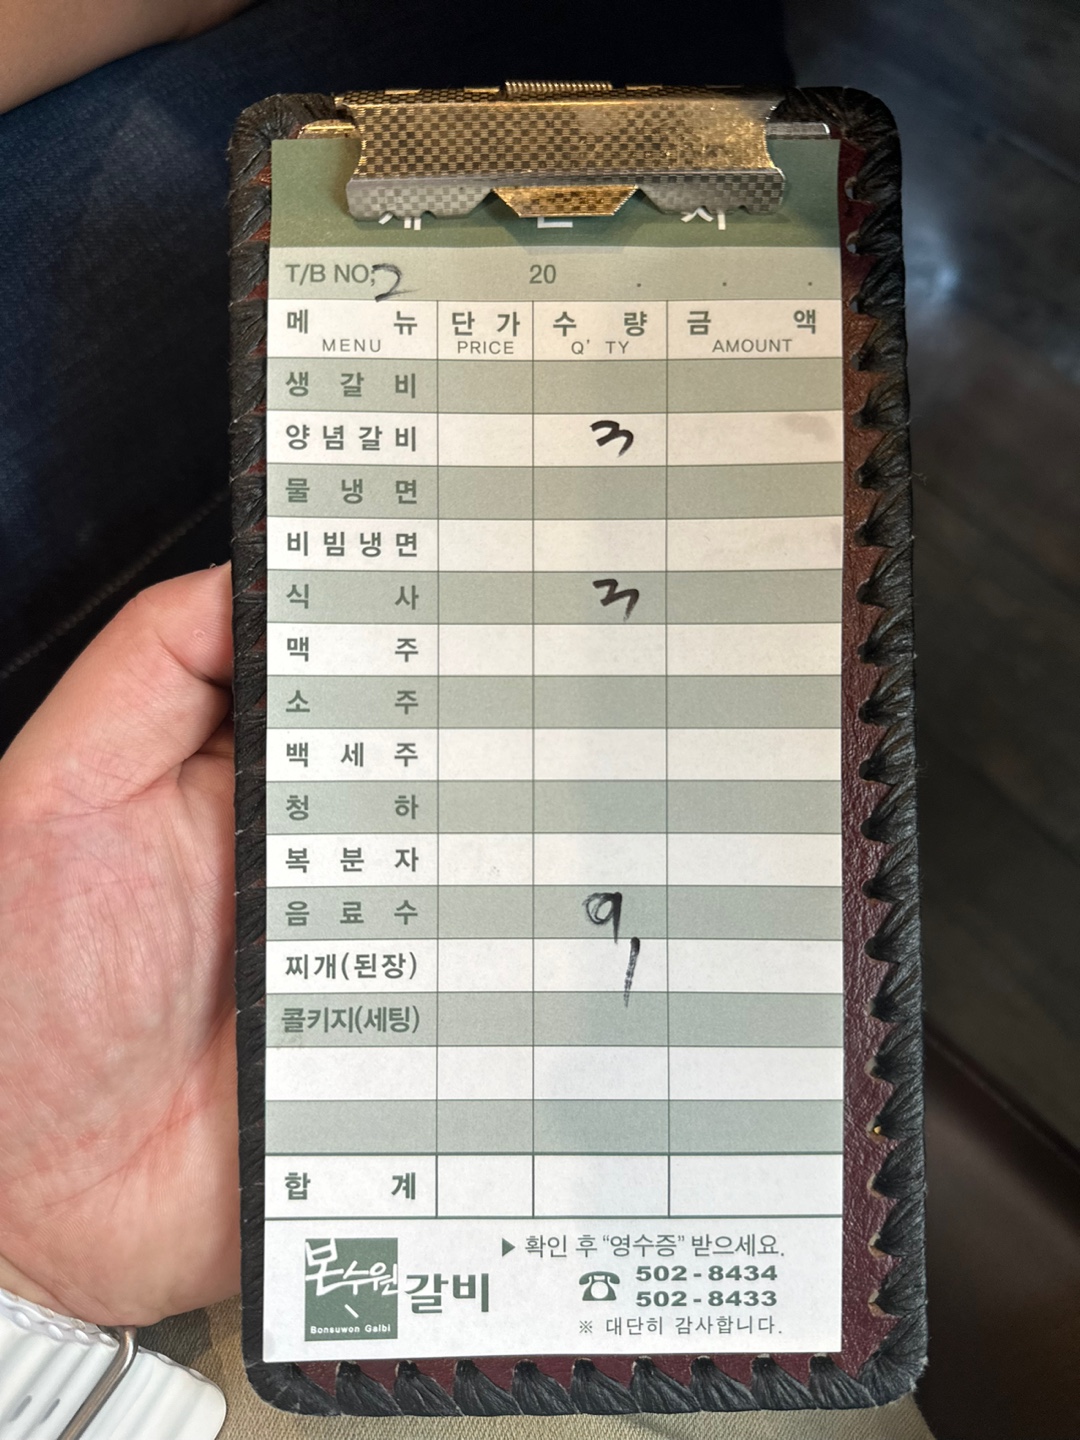 T/B NO; 2 20 . . .
메 뉴 단 가 수 량 금 액
MENU PRICE Q' TY AMOUNT
생 갈 비
양 념 갈 비 3
물 냉 면
비 빔 냉 면
식 사 3
맥 주
소 주
백 세 주
청 하
복 분 자
음 료 수 9,
찌개(된장) 1
콜키지(세팅)
합 계
▶ 확인 후 “영수증” 받으세요.
본수원 갈비
Bonsuwon Galbi
502-8434
502-8433
※ 대단히 감사합니다.